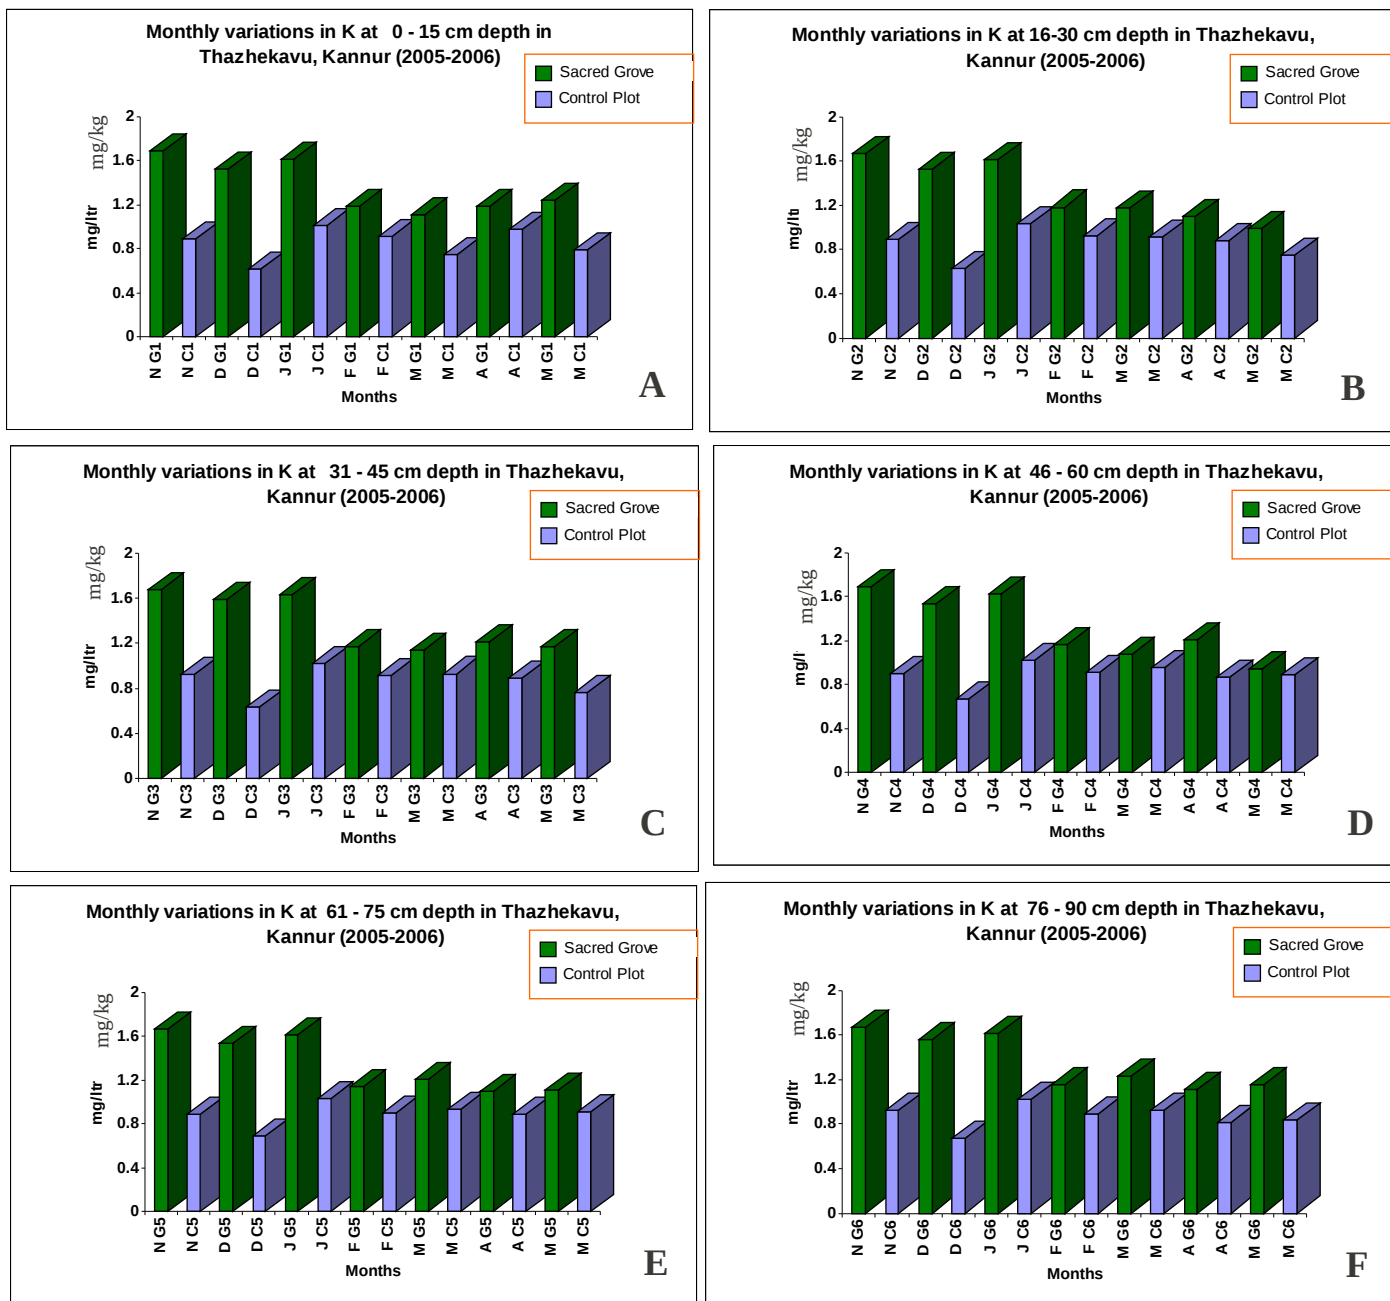 Monthly variations in K at 0 - 15 cm depth in
Thazhekavu, Kannur (2005-2006)
Sacred Grove
Control Plot
mg/kg
mg/ltr
2
1.6
1.2
0.8
0.4
0
N G1
N C1
D G1
D C1
J G1
J C1
F G1
F C1
M G1
M C1
A G1
A C1
M G1
M C1
Months
A
Monthly variations in K at 16-30 cm depth in Thazhekavu,
Kannur (2005-2006)
Sacred Grove
Control Plot
mg/kg
mg/lt
2
1.6
1.2
0.8
0.4
0
N G2
N C2
D G2
D C2
J G2
J C2
F G2
F C2
M G2
M C2
A G2
A C2
M G2
M C2
Months
B
Monthly variations in K at 31 - 45 cm depth in Thazhekavu,
Kannur (2005-2006)
Sacred Grove
Control Plot
mg/kg
mg/ltr
2
1.6
1.2
0.8
0.4
0
N G3
N C3
D G3
D C3
J G3
J C3
F G3
F C3
M G3
M C3
A G3
A C3
M G3
M C3
Months
C
Monthly variations in K at 46 - 60 cm depth in Thazhekavu,
Kannur (2005-2006)
Sacred Grove
Control Plot
mg/kg
mg/l
2
1.6
1.2
0.8
0.4
0
N G4
N C4
D G4
D C4
J G4
J C4
F G4
F C4
M G4
M C4
A G4
A C4
M G4
M C4
Months
D
Monthly variations in K at 61 - 75 cm depth in Thazhekavu,
Kannur (2005-2006)
Sacred Grove
Control Plot
mg/kg
mg/ltr
2
1.6
1.2
0.8
0.4
0
N G5
N C5
D G5
D C5
J G5
J C5
F G5
F C5
M G5
M C5
A G5
A C5
M G5
M C5
Months
E
Monthly variations in K at 76 - 90 cm depth in Thazhekavu,
Kannur (2005-2006)
Sacred Grove
Control Plot
mg/kg
mg/ltr
2
1.6
1.2
0.8
0.4
0
N G6
N C6
D G6
D C6
J G6
J C6
F G6
F C6
M G6
M C6
A G6
A C6
M G6
M C6
Months
F